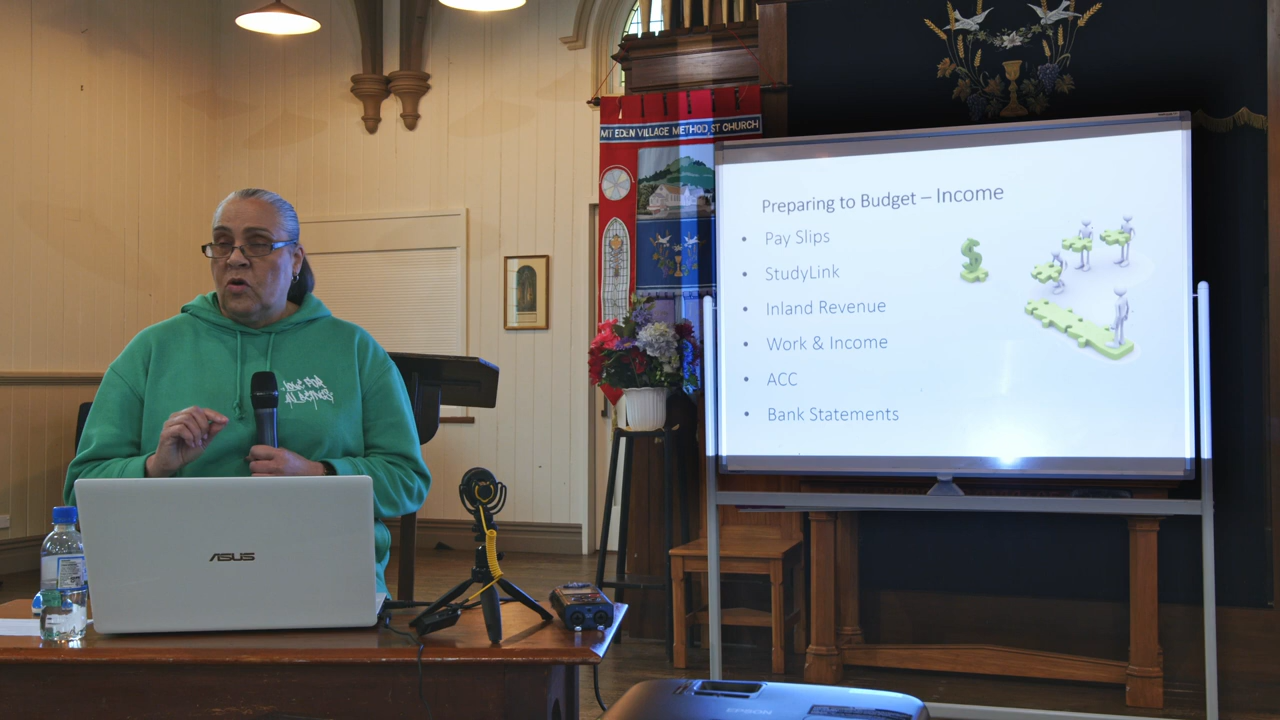 MT EDEN VILLAGE METHODIST CHURCH
Preparing to Budget – Income
• Pay Slips
• StudyLink
• Inland Revenue
• Work & Income
• ACC
• Bank Statements
ASUS
EPSON